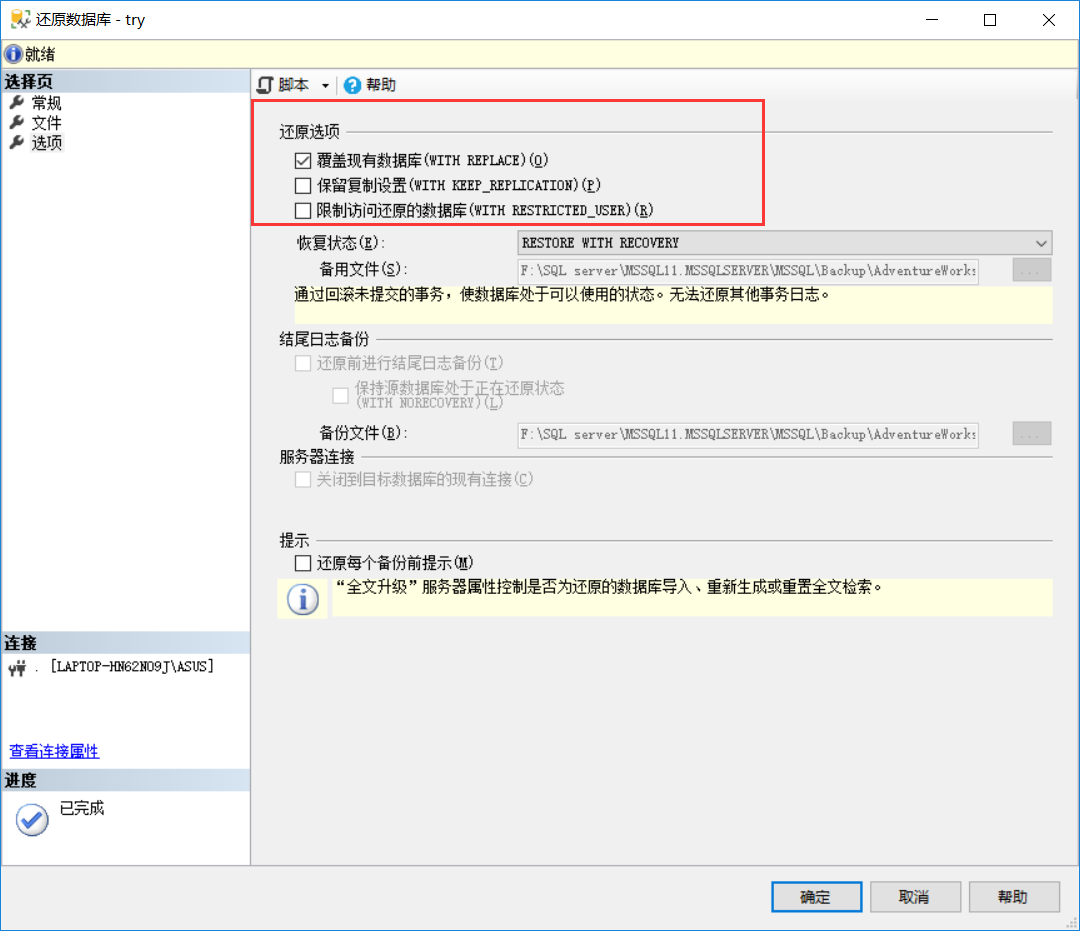 还原数据库 - try
就绪
选择页
常规
文件
选项
脚本
帮助
还原选项
覆盖现有数据库(WITH REPLACE)(O)
保留复制设置(WITH KEEP_REPLICATION)(P)
限制访问还原的数据库(WITH RESTRICTED_USER)(R)
恢复状态(E):
RESTORE WITH RECOVERY
备用文件(S):
F:\SQL server\MSSQL11.MSSQLSERVER\MSSQL\Backup\AdventureWorks
...
通过回滚未提交的事务，使数据库处于可以使用的状态。无法还原其他事务日志。
结尾日志备份
还原前进行结尾日志备份(T)
保持源数据库处于正在还原状态
(WITH NORECOVERY)(L)
备份文件(B):
F:\SQL server\MSSQL11.MSSQLSERVER\MSSQL\Backup\AdventureWorks
...
服务器连接
关闭到目标数据库的现有连接(C)
提示
还原每个备份前提示(M)
“全文升级”服务器属性控制是否为还原的数据库导入、重新生成或重置全文检索。
连接
. [LAPTOP-HN62NO9J\ASUS]
查看连接属性
进度
已完成
确定
取消
帮助